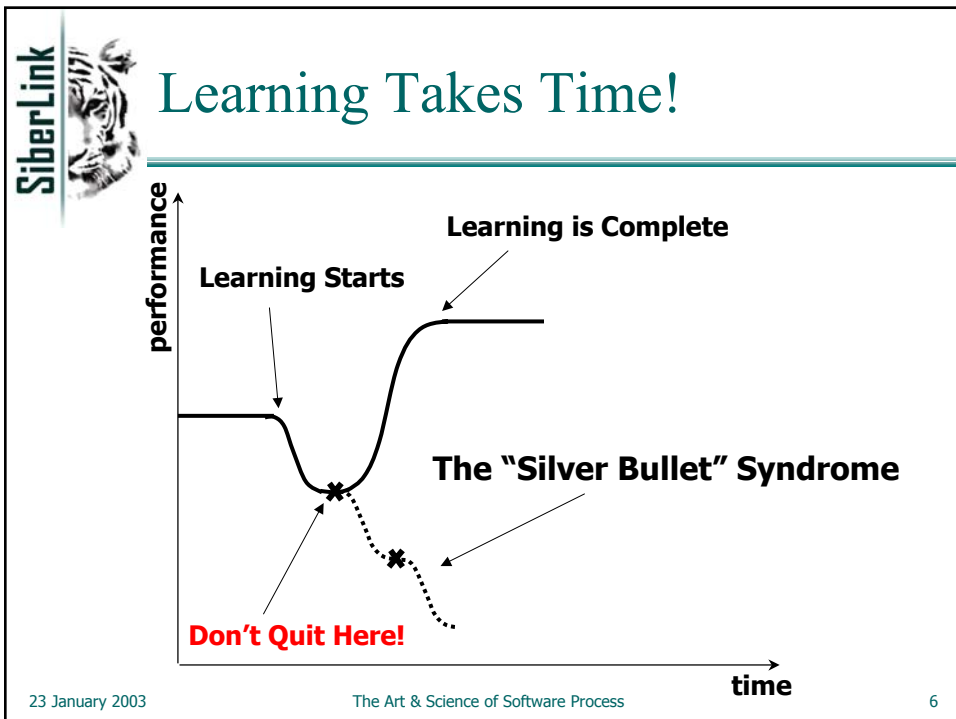 SiberLink
Learning Takes Time!
performance
Learning is Complete
Learning Starts
The “Silver Bullet” Syndrome
Don’t Quit Here!
time
23 January 2003
The Art & Science of Software Process
6